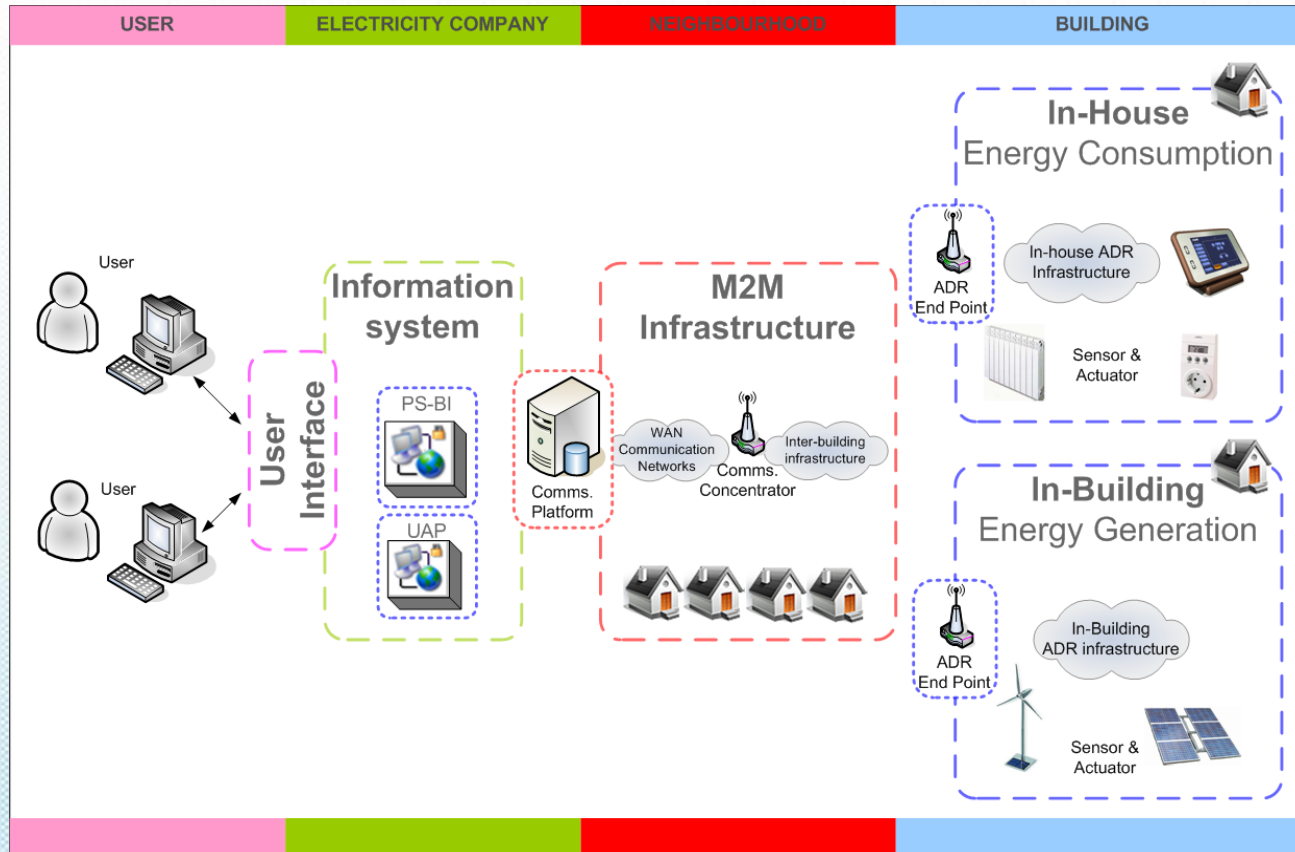 USER
ELECTRICITY COMPANY
NEIGHBOURHOOD
BUILDING
User
User
User
Interface
Information
system
PS-BI
UAP
Comms.
Platform
M2M
Infrastructure
WAN
Communication
Networks
Comms.
Concentrator
Inter-building
infrastructure
In-House
Energy Consumption
ADR
End Point
In-house ADR
Infrastructure
Sensor &
Actuator
In-Building
Energy Generation
ADR
End Point
In-Building
ADR infrastructure
Sensor &
Actuator